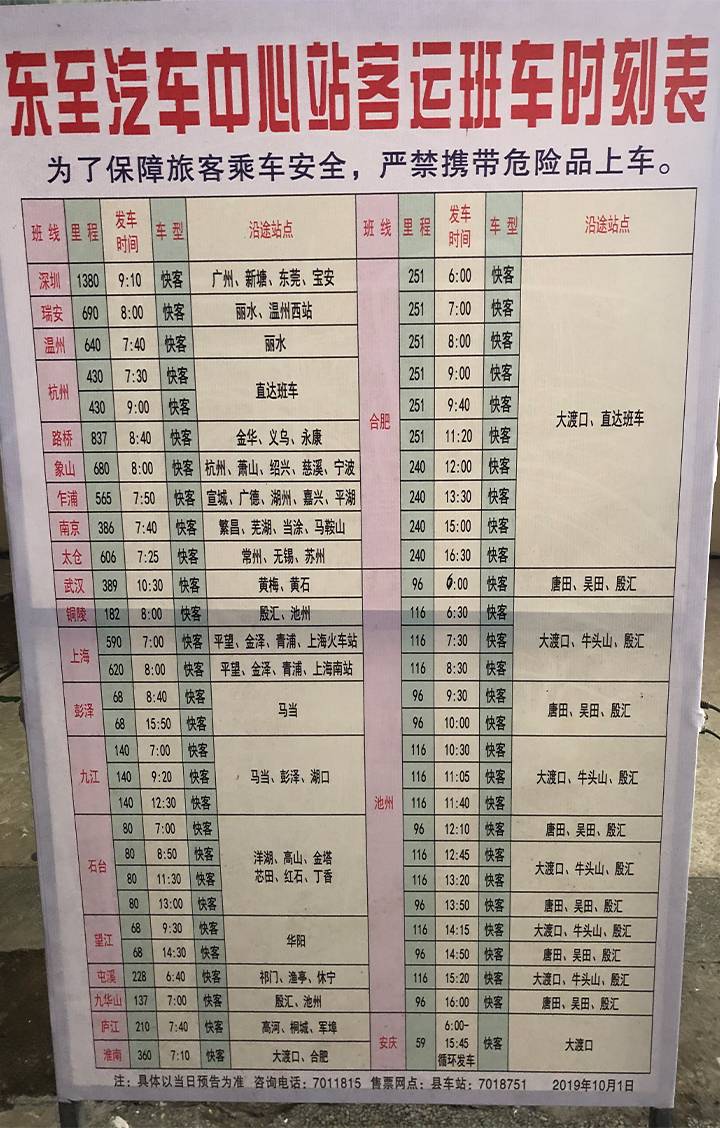 东至汽车中心站客运班车时刻表
为了保障旅客乘车安全，严禁携带危险品上车。
班线 里程 发车时间 车型 沿途站点
深圳 1380 9:10 快客 广州、新塘、东莞、宝安
瑞安 690 8:00 快客 丽水、温州西站
温州 640 7:40 快客 丽水
杭州 430 7:30 快客 直达班车
430 9:00 快客
路桥 837 8:40 快客 金华、义乌、永康
象山 680 8:00 快客 杭州、萧山、绍兴、慈溪、宁波
乍浦 565 7:50 快客 宣城、广德、湖州、嘉兴、平湖
南京 386 7:40 快客 繁昌、芜湖、当涂、马鞍山
太仓 606 7:25 快客 常州、无锡、苏州
武汉 389 10:30 快客 黄梅、黄石
铜陵 182 8:00 快客 殷汇、池州
上海 590 7:00 快客 平望、金泽、青浦、上海火车站
620 8:00 快客 平望、金泽、青浦、上海南站
彭泽 68 8:40 快客 马当
68 15:50 快客
九江 140 7:00 快客 马当、彭泽、湖口
140 9:20 快客
140 12:30 快客
石台 80 7:00 快客 洋湖、高山、金塔
80 8:50 快客 芯田、红石、丁香
80 11:30 快客
80 13:00 快客
望江 68 9:30 快客 华阳
68 14:30 快客
屯溪 228 6:40 快客 祁门、渔亭、休宁
九华山 137 7:00 快客 殷汇、池州
庐江 210 7:40 快客 高河、桐城、军埠
淮南 360 7:10 快客 大渡口、合肥
班线 里程 发车时间 车型 沿途站点
合肥 251 6:00 快客 大渡口、直达班车
251 7:00 快客
251 8:00 快客
251 9:00 快客
251 9:40 快客
251 11:20 快客
240 12:00 快客
240 13:30 快客
240 15:00 快客
240 16:30 快客
池州 96 6:00 快客 唐田、吴田、殷汇
116 6:30 快客 大渡口、牛头山、殷汇
116 7:30 快客
116 8:30 快客
96 9:30 快客 唐田、吴田、殷汇
96 10:00 快客
116 10:30 快客 大渡口、牛头山、殷汇
116 11:05 快客
116 11:40 快客
96 12:10 快客 唐田、吴田、殷汇
116 12:45 快客 大渡口、牛头山、殷汇
116 13:20 快客
96 13:50 快客 唐田、吴田、殷汇
116 14:15 快客 大渡口、牛头山、殷汇
96 14:50 快客 唐田、吴田、殷汇
116 15:20 快客 大渡口、牛头山、殷汇
96 16:00 快客 唐田、吴田、殷汇
安庆 59 6:00-15:45循环发车 快客 大渡口
注：具体以当日预告为准 咨询电话：7011815 售票网点：县车站：7018751 2019年10月1日